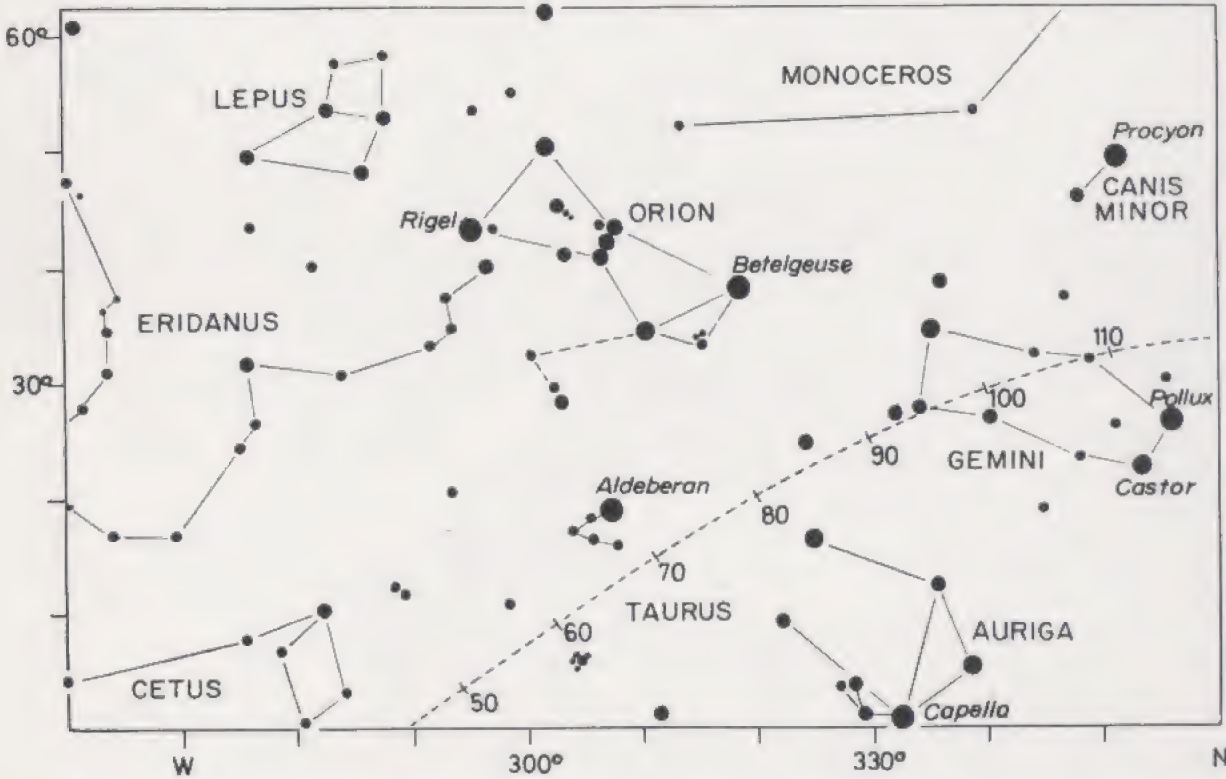 60°
MONOCEROS
LEPUS
Procyon
CANIS
MINOR
Rigel
ORION
Betelgeuse
ERIDANUS
110
30°
100
Pollux
90
GEMINI
Castor
Aldeberan
80
70
TAURUS
60
AURIGA
CETUS
50
Capella
W
300°
330°
N